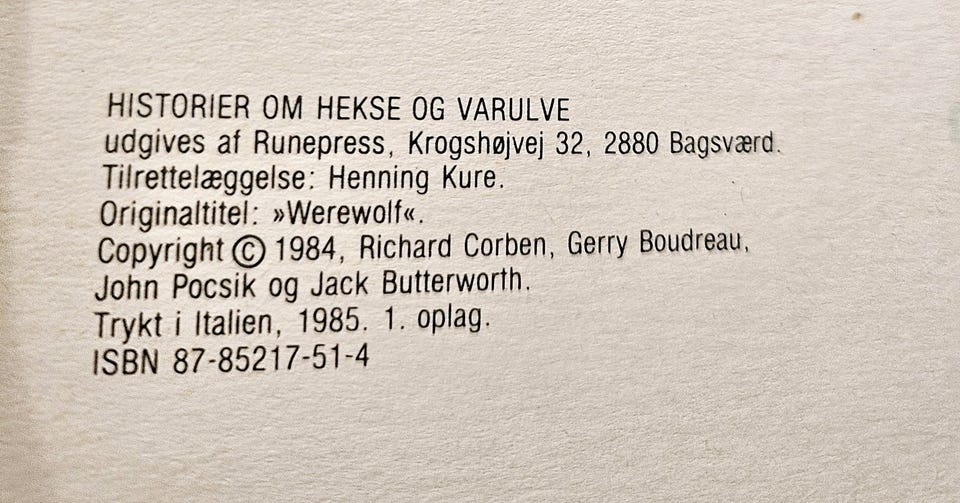 HISTORIER OM HEKSE OG VARULVE
udgives af Runepress, Krogshøjvej 32, 2880 Bagsværd.
Tilrettelæggelse: Henning Kure.
Originaltitel: »Werewolf«.
Copyright © 1984, Richard Corben, Gerry Boudreau,
John Pocsik og Jack Butterworth.
Trykt i Italien, 1985. 1. oplag.
ISBN 87-85217-51-4